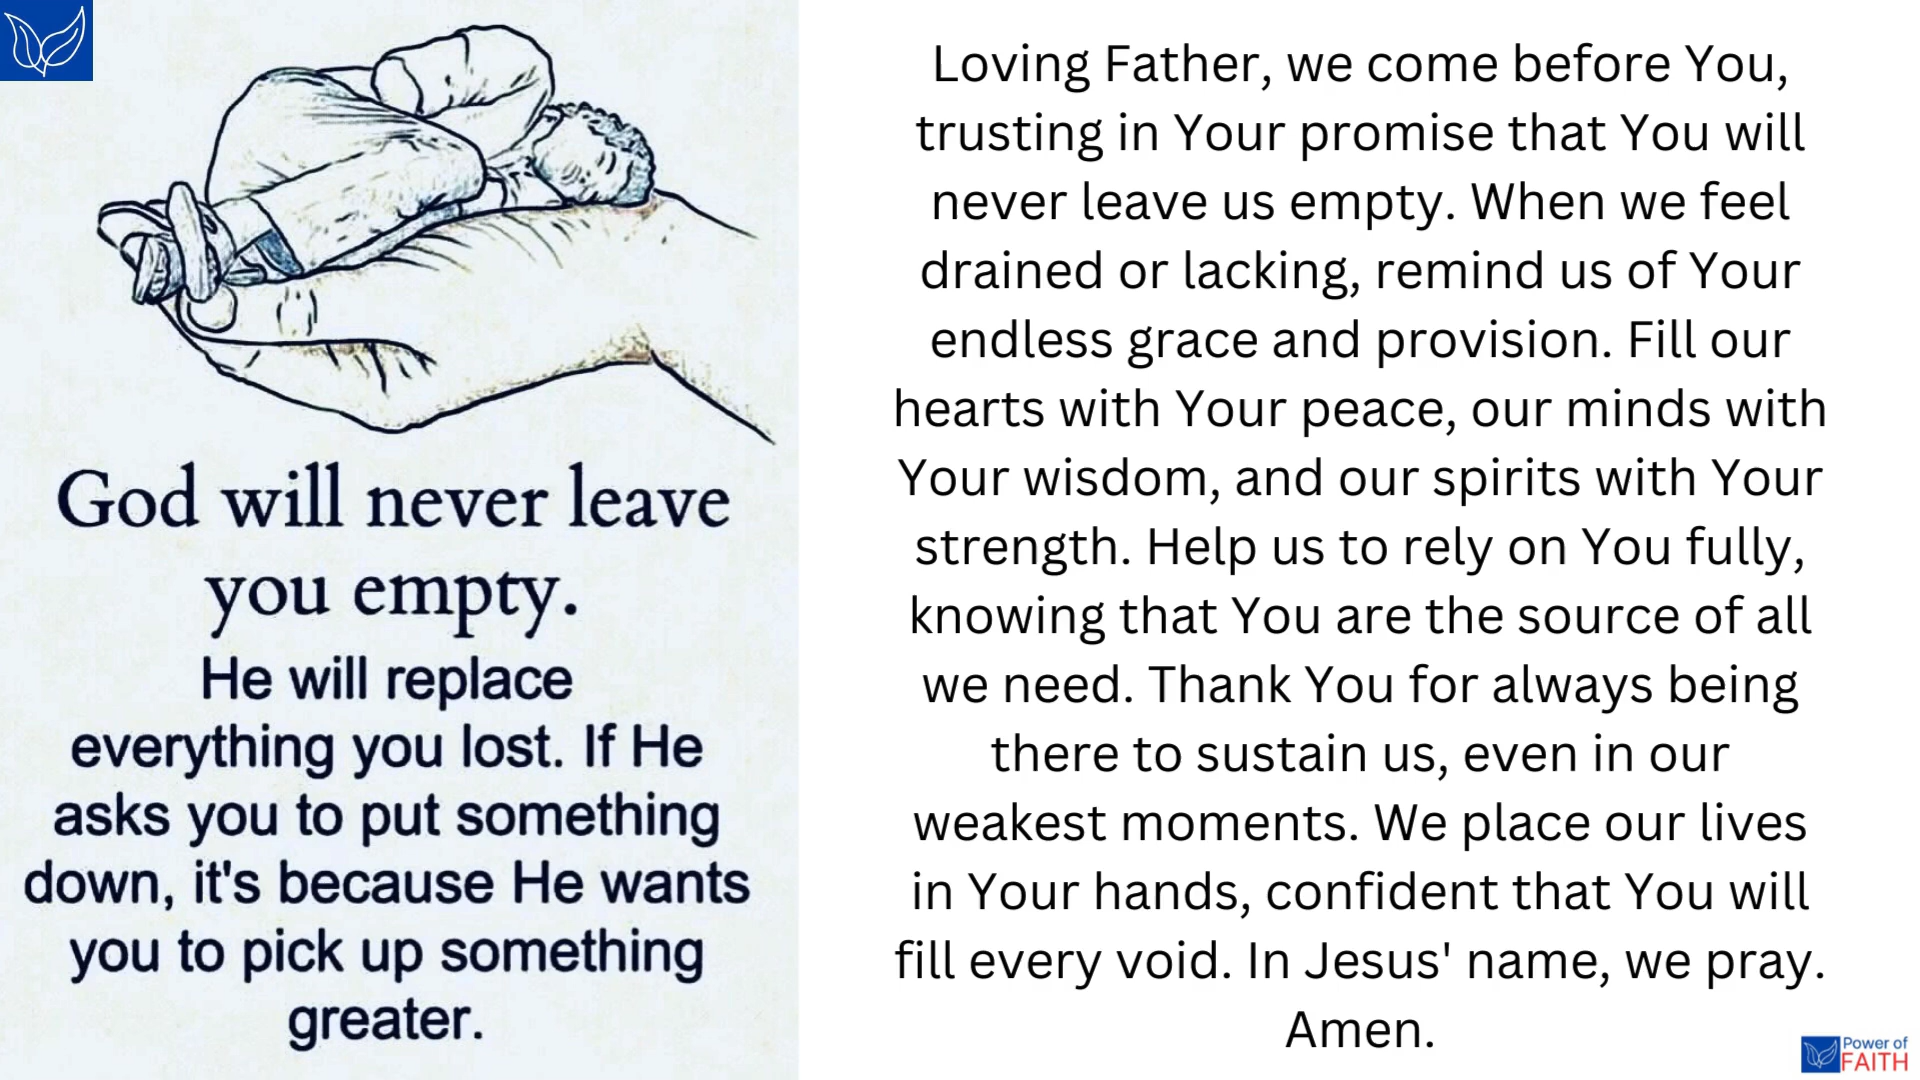 God will never leave
you empty.
He will replace
everything you lost. If He
asks you to put something
down, it's because He wants
you to pick up something
greater.
Loving Father, we come before You,
trusting in Your promise that You will
never leave us empty. When we feel
drained or lacking, remind us of Your
endless grace and provision. Fill our
hearts with Your peace, our minds with
Your wisdom, and our spirits with Your
strength. Help us to rely on You fully,
knowing that You are the source of all
we need. Thank You for always being
there to sustain us, even in our
weakest moments. We place our lives
in Your hands, confident that You will
fill every void. In Jesus' name, we pray.
Amen.
Power of
FAITH